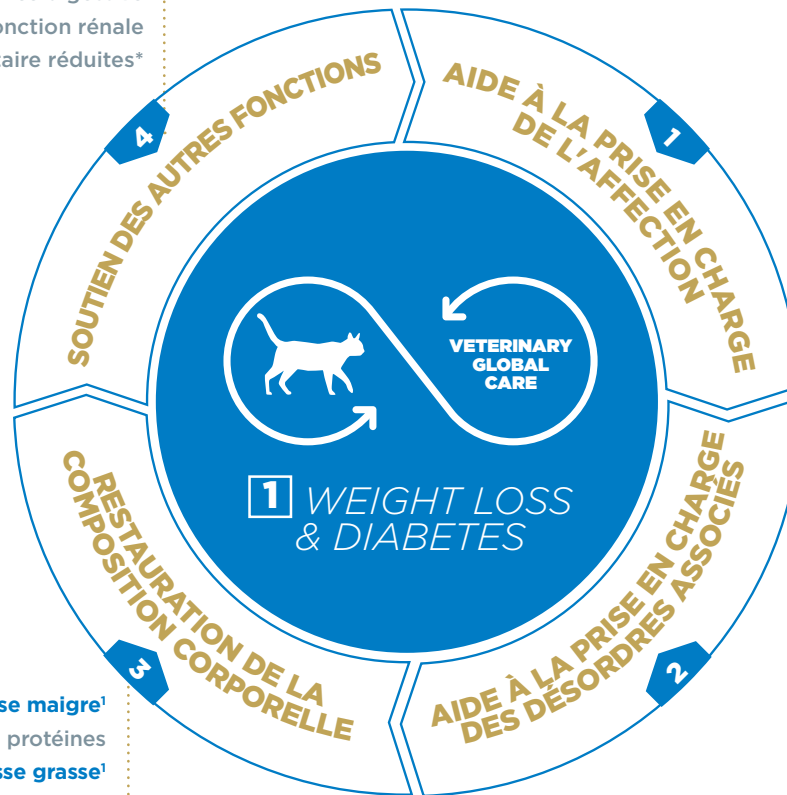 onction rénale
taire réduites*
4
SOUTIEN DES AUTRES FONCTIONS
AIDE À LA PRISE EN CHARGE
DE L'AFFECTION
1
VETERINARY
GLOBAL
CARE
1 WEIGHT LOSS
& DIABETES
RESTAURATION DE LA
COMPOSITION CORPORELLE
3
AIDE À LA PRISE EN CHARGE
DES DÉSORDRES ASSOCIÉS
2
se maigre¹
protéines
sse grasse¹